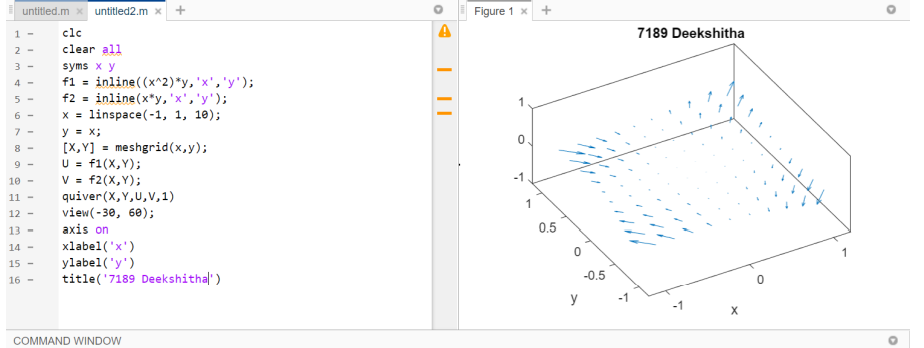 untitled.m × untitled2.m × +
1 – clc
2 – clear all
3 – syms x y
4 – f1 = inline((x^2)*y,'x','y');
5 – f2 = inline(x*y,'x','y');
6 – x = linspace(-1, 1, 10);
7 – y = x;
8 – [X,Y] = meshgrid(x,y);
9 – U = f1(X,Y);
10 – V = f2(X,Y);
11 – quiver(X,Y,U,V,1)
12 – view(-30, 60);
13 – axis on
14 – xlabel('x')
15 – ylabel('y')
16 – title('7189 Deekshitha')
COMMAND WINDOW
Figure 1 × +
7189 Deekshitha
1
0
-1
1
0.5
0
-0.5
-1
y
-1
0
1
x